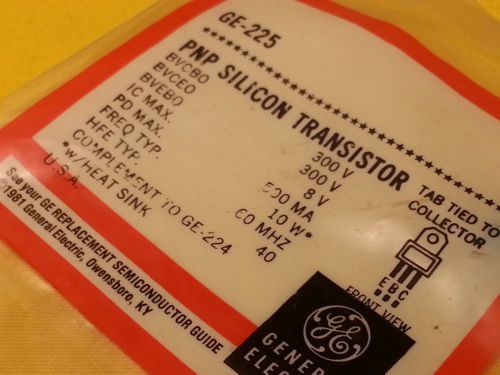 GE-225
********************************
PNP SILICON TRANSISTOR
BVCBO 300 V
BVCEO 300 V
BVEBO 8 V
IC MAX. 500 MA
PD MAX. 10 W*
FREQ TYP. 60 MHZ
HFE TYP. 40
COMPLEMENT TO GE-224
*W/HEAT SINK
U.S.A.
TAB TIED TO
COLLECTOR
E B C
FRONT VIEW
See your GE REPLACEMENT SEMICONDUCTOR GUIDE
©1981 General Electric, Owensboro, KY
GE
GENER
ELEC